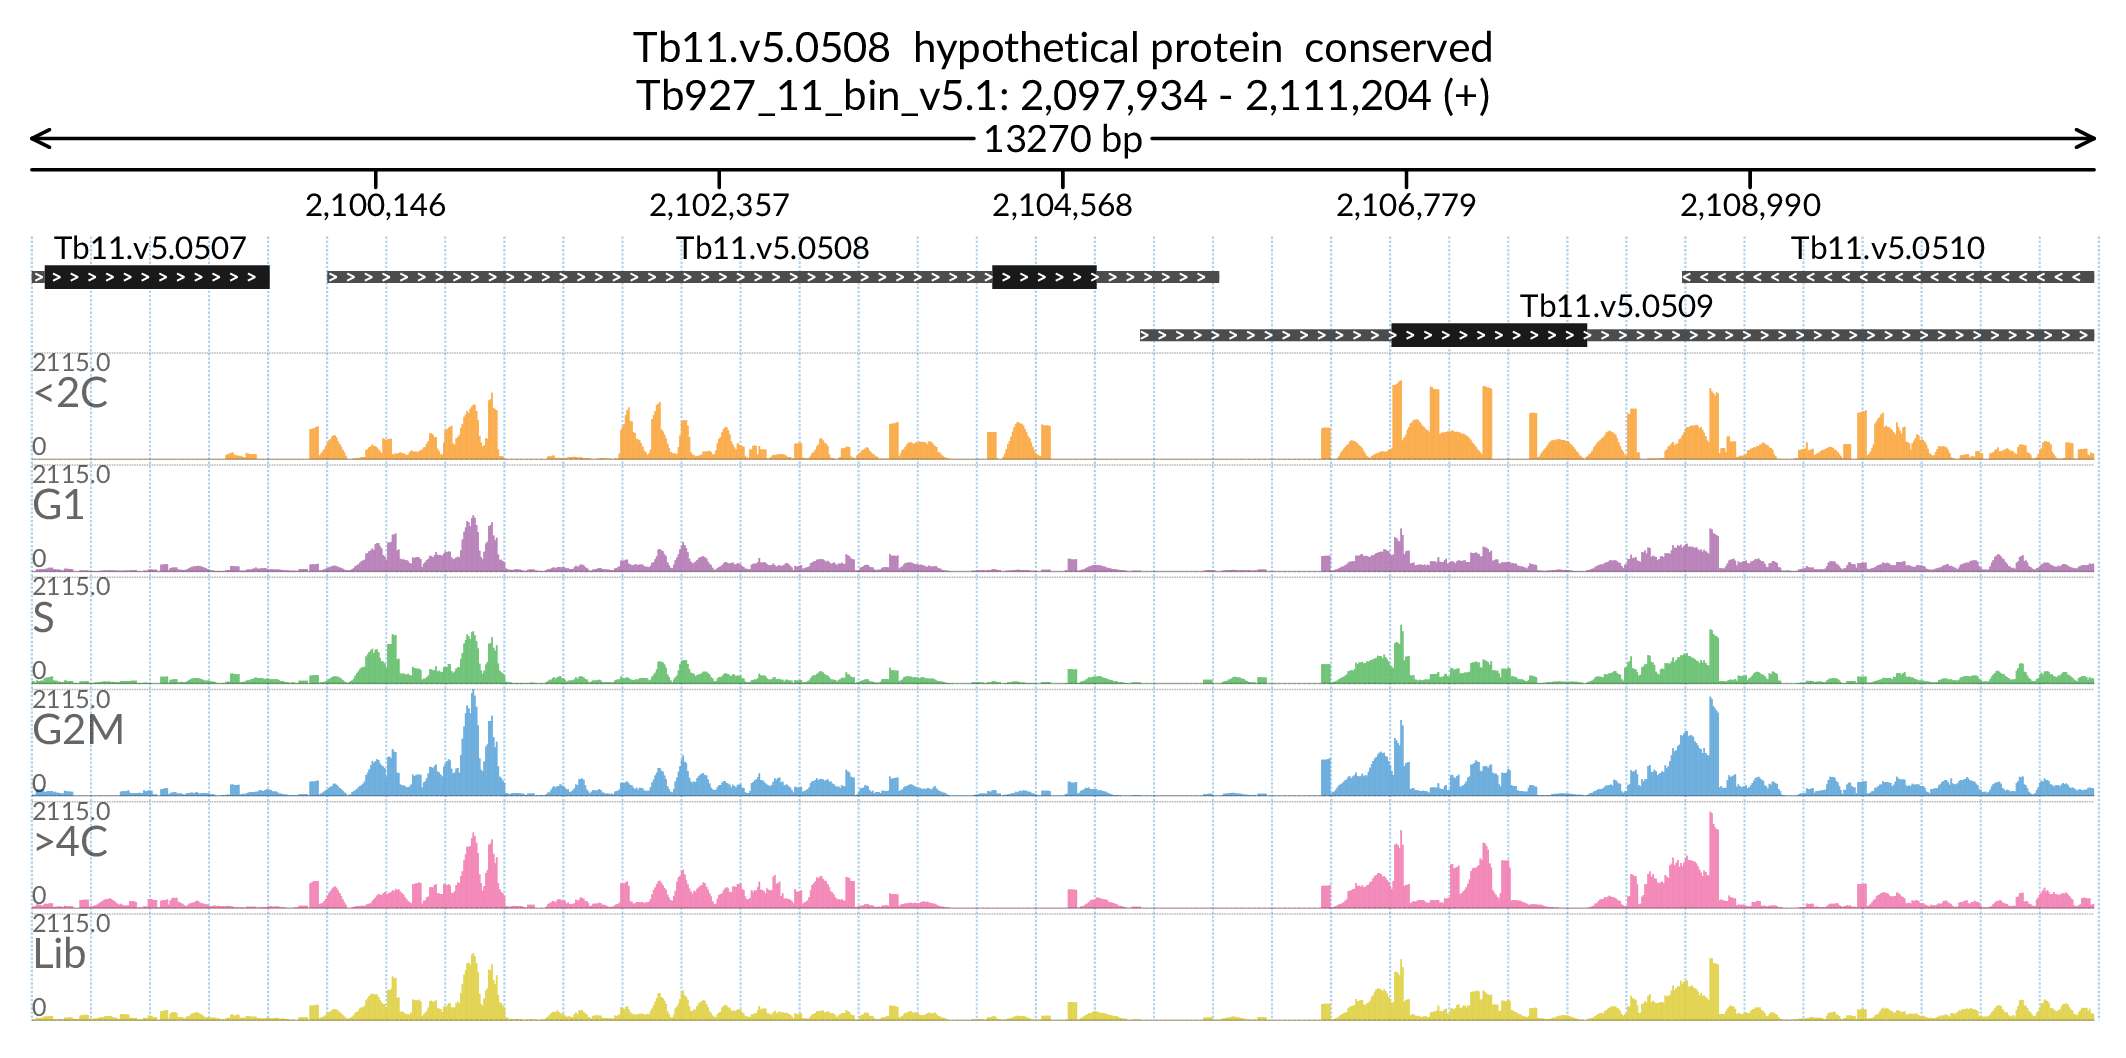 Tb11.v5.0508 hypothetical protein conserved
Tb927_11_bin_v5.1: 2,097,934 - 2,111,204 (+)
13270 bp
2,100,146 2,102,357 2,104,568 2,106,779 2,108,990
Tb11.v5.0507 Tb11.v5.0508 Tb11.v5.0510
Tb11.v5.0509
2115.0
<2C
0
2115.0
G1
0
2115.0
S
0
2115.0
G2M
0
2115.0
>4C
0
2115.0
Lib
0